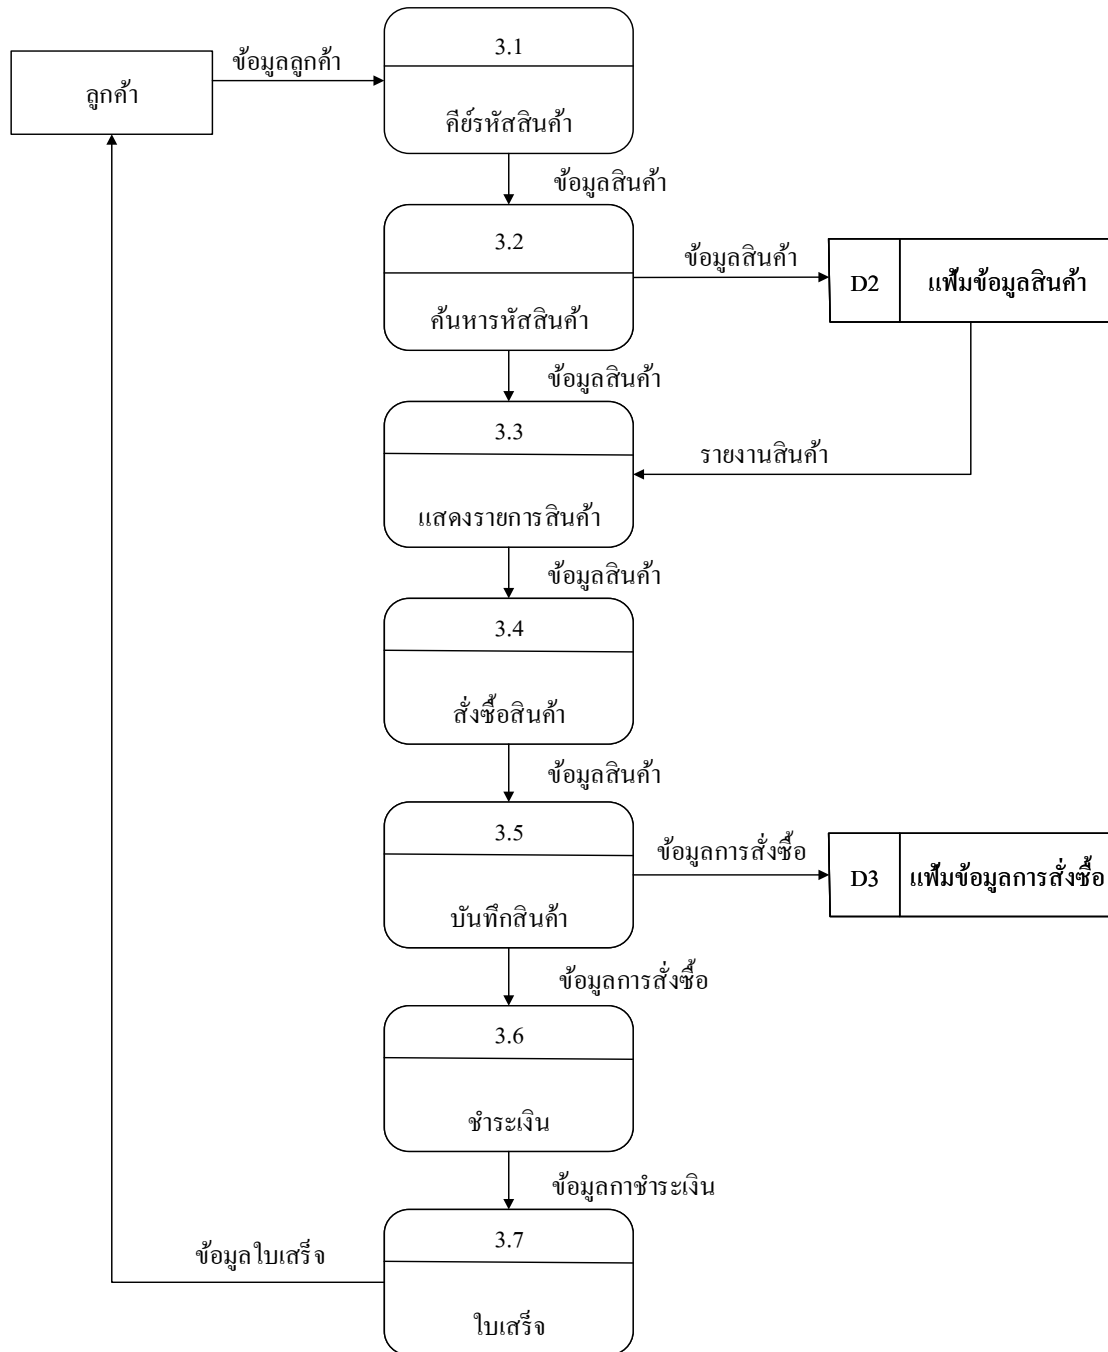 3.1
ข้อมูลลูกค้า
ลูกค้า
คีย์รหัสสินค้า
ข้อมูลสินค้า
3.2
ข้อมูลสินค้า
D2 แฟ้มข้อมูลสินค้า
ค้นหารหัสสินค้า
ข้อมูลสินค้า
3.3
รายงานสินค้า
แสดงรายการสินค้า
ข้อมูลสินค้า
3.4
สั่งซื้อสินค้า
ข้อมูลสินค้า
3.5
ข้อมูลการสั่งซื้อ
D3 แฟ้มข้อมูลการสั่งซื้อ
บันทึกสินค้า
ข้อมูลการสั่งซื้อ
3.6
ชำระเงิน
ข้อมูลกาชำระเงิน
3.7
ข้อมูลใบเสร็จ
ใบเสร็จ